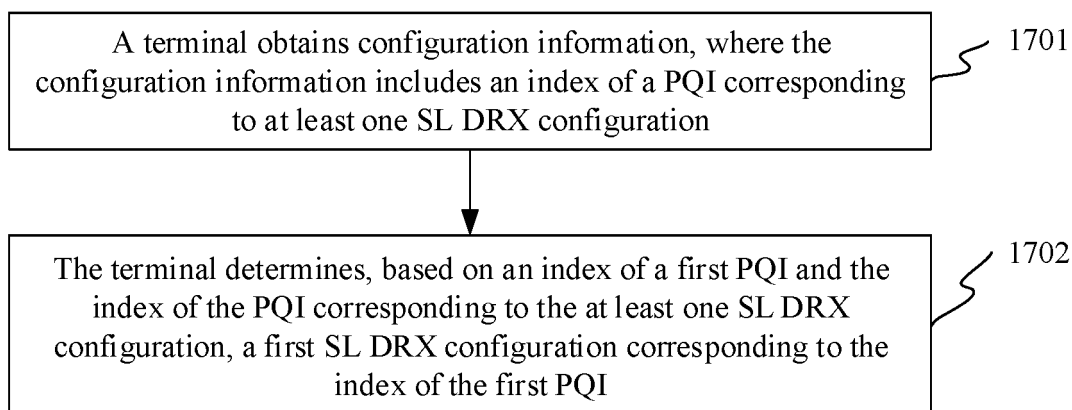 A terminal obtains configuration information, where the
configuration information includes an index of a PQI corresponding
to at least one SL DRX configuration
1701
The terminal determines, based on an index of a first PQI and the
index of the PQI corresponding to the at least one SL DRX
configuration, a first SL DRX configuration corresponding to the
index of the first PQI
1702